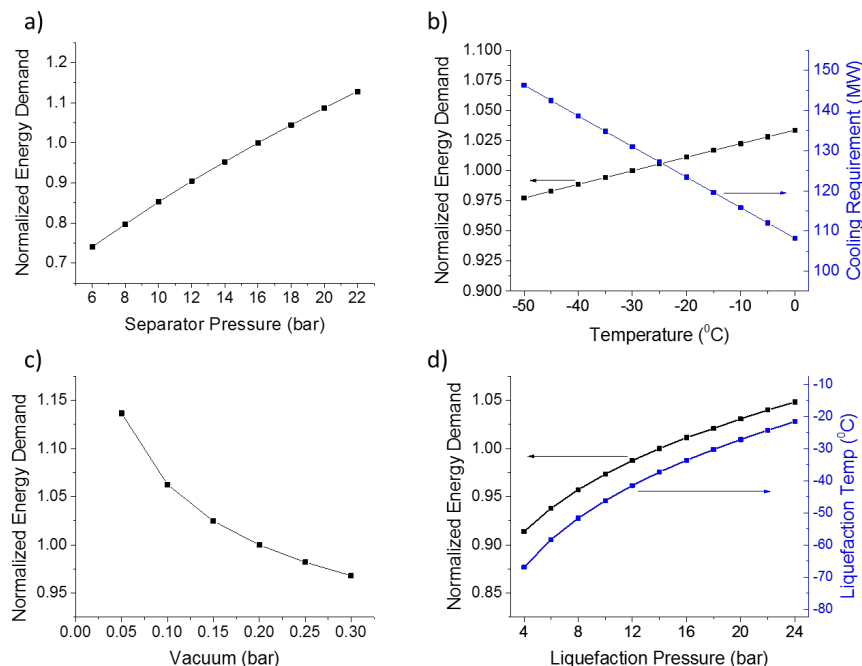 a)
Normalized Energy Demand
1.2
1.1
1.0
0.9
0.8
0.7
6 8 10 12 14 16 18 20 22
Separator Pressure (bar)
b)
Normalized Energy Demand
1.100
1.075
1.050
1.025
1.000
0.975
0.950
0.925
0.900
-50 -40 -30 -20 -10 0
Temperature (⁰C)
150
140
130
120
110
100
Cooling Requirement (MW)
c)
Normalized Energy Demand
1.15
1.10
1.05
1.00
0.95
0.00 0.05 0.10 0.15 0.20 0.25 0.30
Vacuum (bar)
d)
Normalized Energy Demand
1.05
1.00
0.95
0.90
0.85
4 8 12 16 20 24
Liquefaction Pressure (bar)
-10
-20
-30
-40
-50
-60
-70
-80
Liquefaction Temp (⁰C)